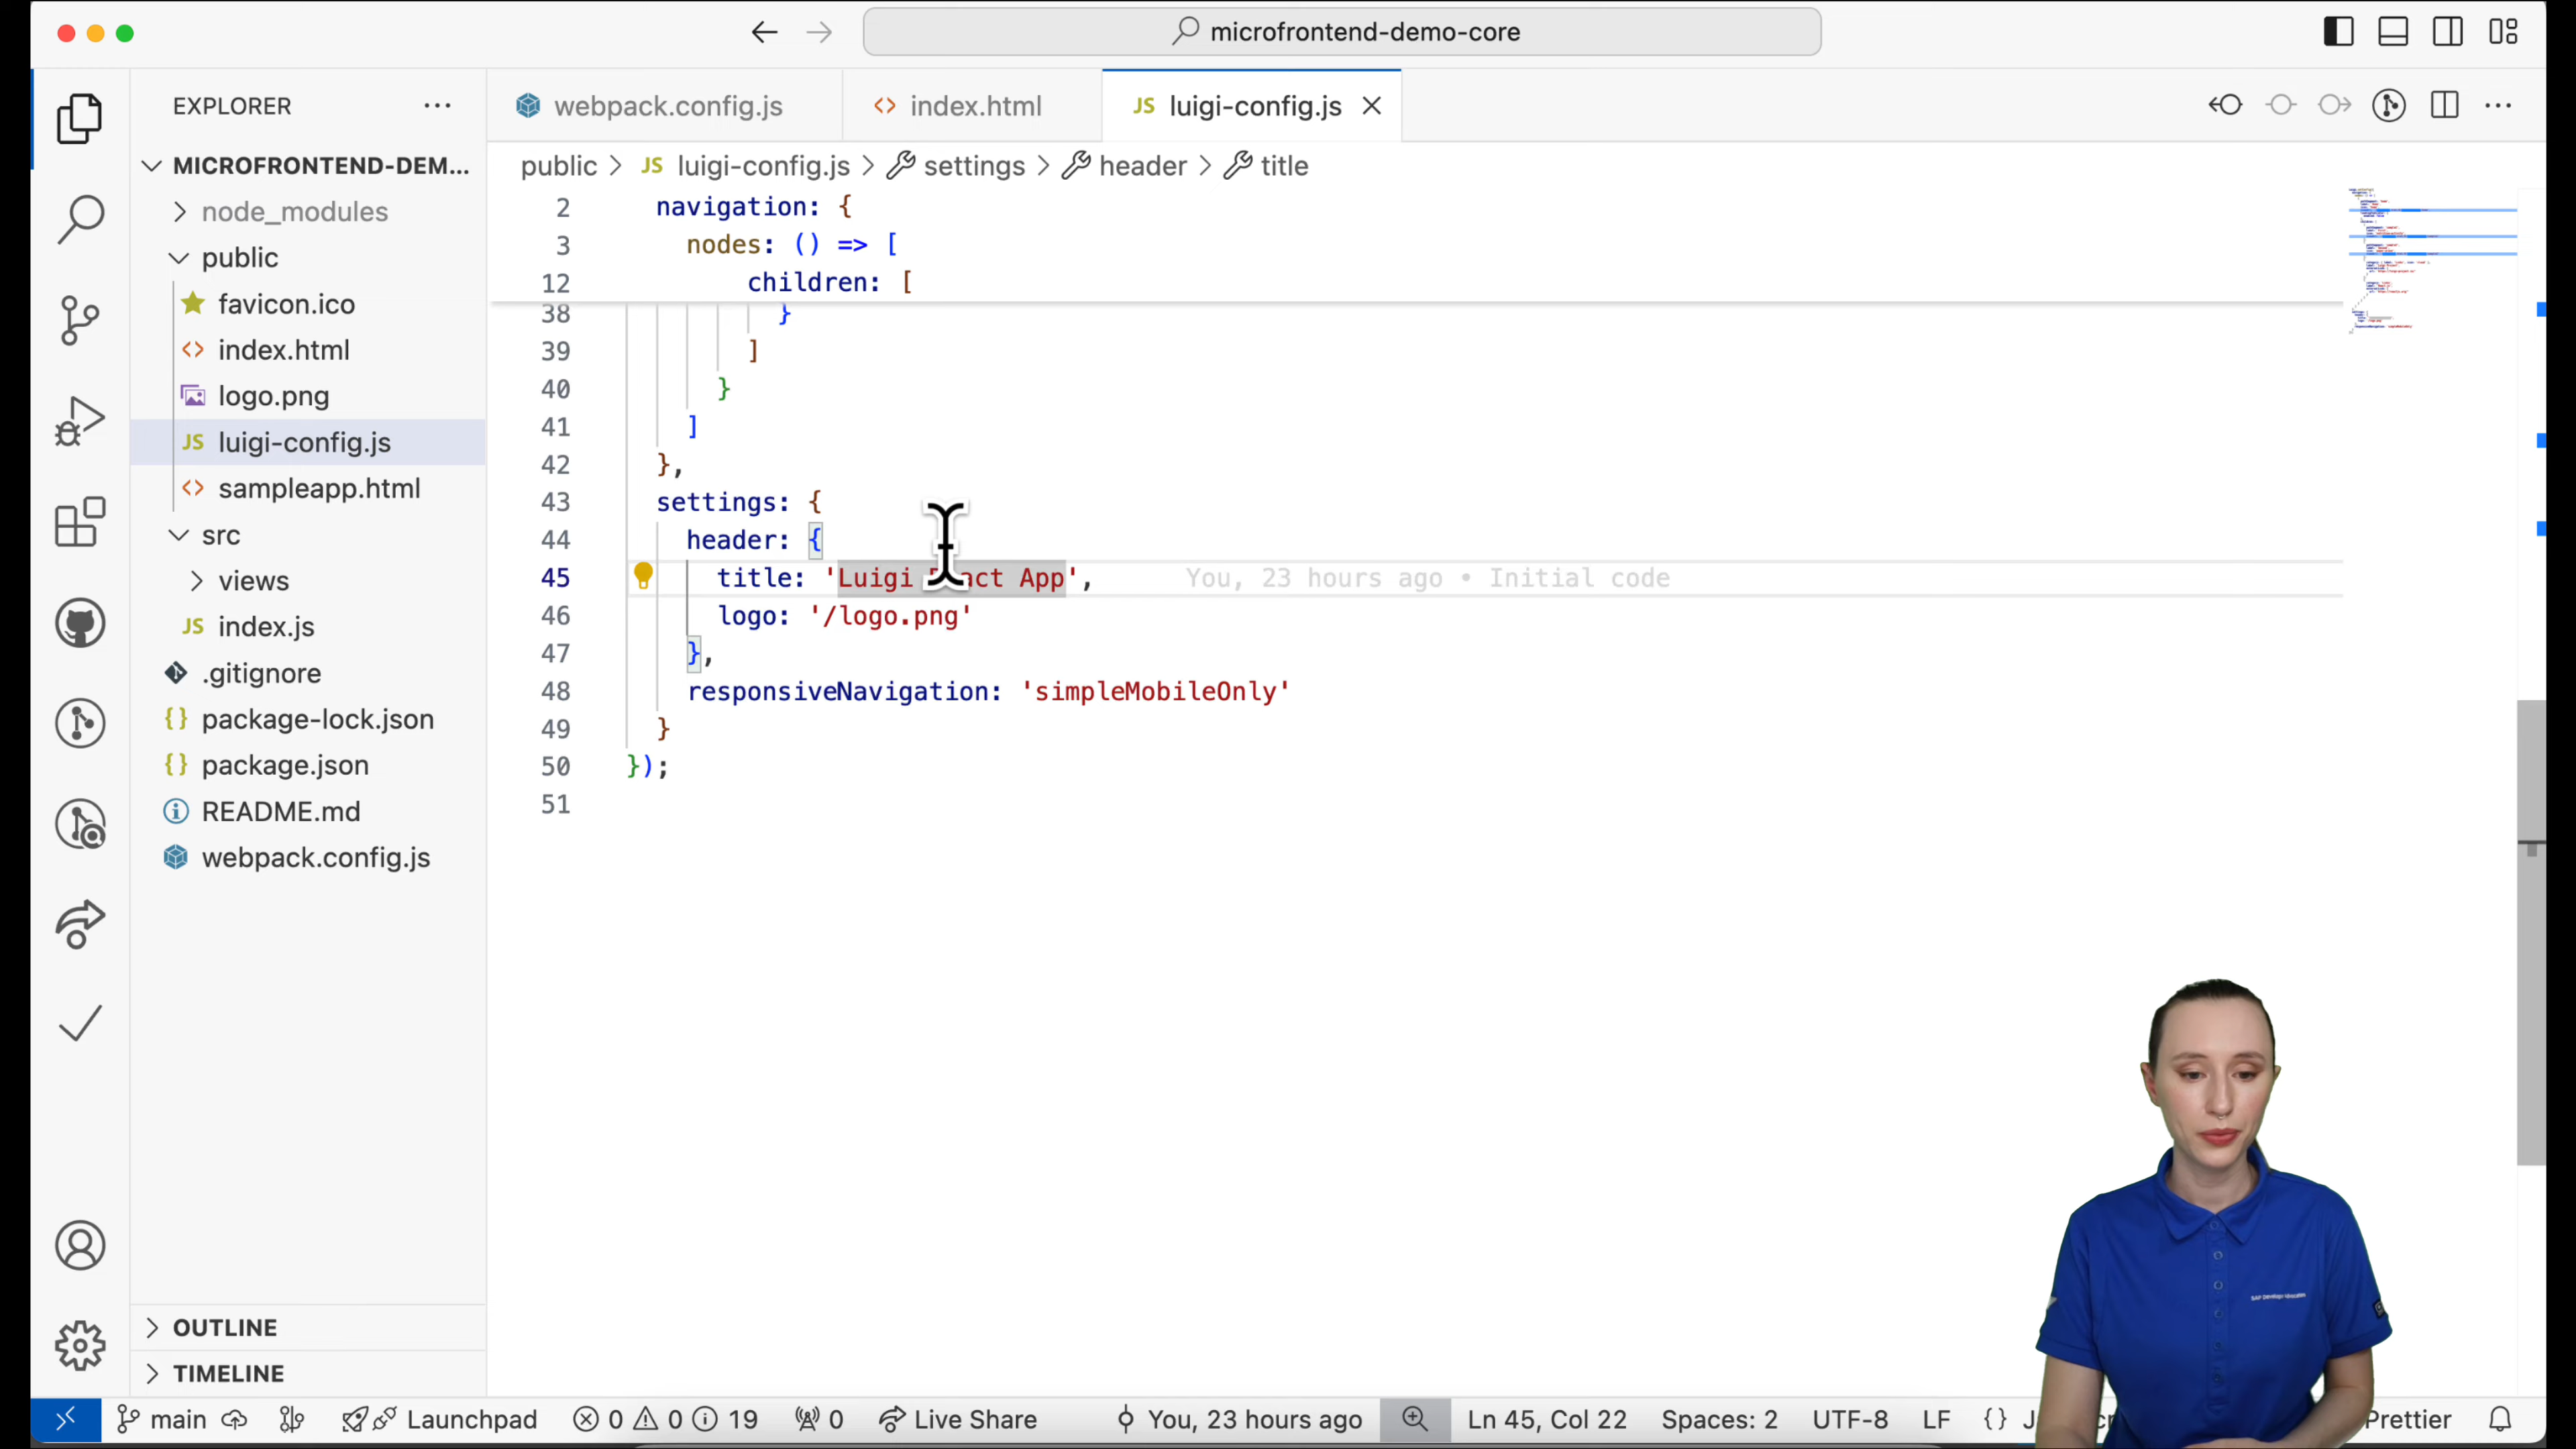 microfrontend-demo-core
EXPLORER
MICROFRONTEND-DEM...
node_modules
public
favicon.ico
index.html
logo.png
luigi-config.js
sampleapp.html
src
views
index.js
.gitignore
package-lock.json
package.json
README.md
webpack.config.js
OUTLINE
TIMELINE
webpack.config.js
index.html
JS luigi-config.js
public > JS luigi-config.js > settings > header > title
2 navigation: {
3 nodes: () => [
12 children: [
38 }
39 ]
40 }
41 ]
42 },
43 settings: {
44 header: {
45 title: 'Luigi React App', You, 23 hours ago • Initial code
46 logo: '/logo.png'
47 },
48 responsiveNavigation: 'simpleMobileOnly'
49 }
50 });
51
main Launchpad 0 0 19 0 Live Share You, 23 hours ago Ln 45, Col 22 Spaces: 2 UTF-8 LF {} Prettier